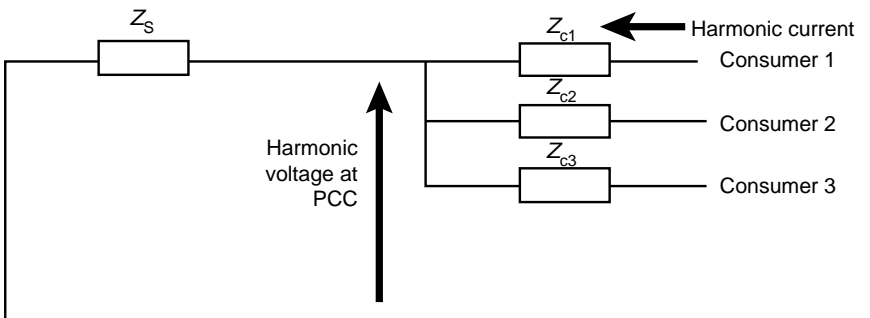 Z_S
Z_c1
Harmonic current
Consumer 1
Z_c2
Consumer 2
Harmonic
voltage at
PCC
Z_c3
Consumer 3